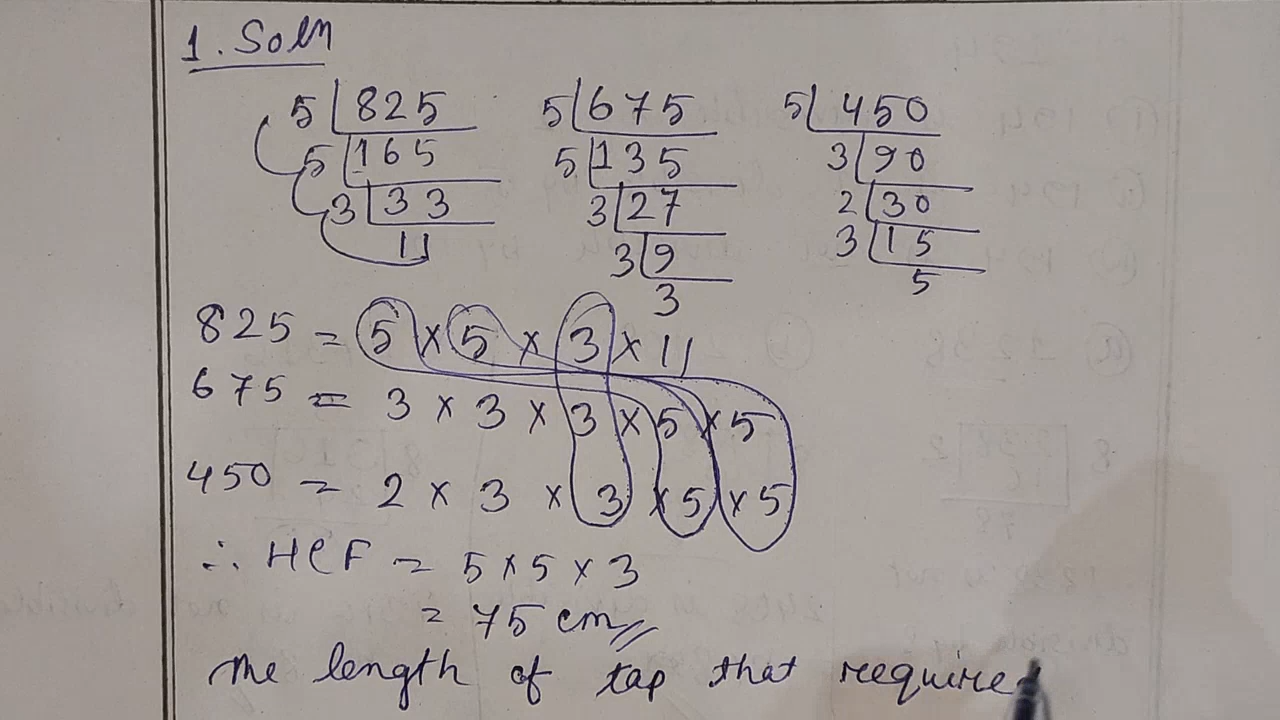 1. Soln
5 825 5 675 5 450
5 165 5 135 3 90
3 33 3 27 2 30
11 3 9 3 15
3 5
825 = 5 × 5 × 3 × 11
675 = 3 × 3 × 3 × 5 × 5
450 = 2 × 3 × 3 × 5 × 5
∴ HCF = 5 × 5 × 3
= 75 cm
The length of tap that require